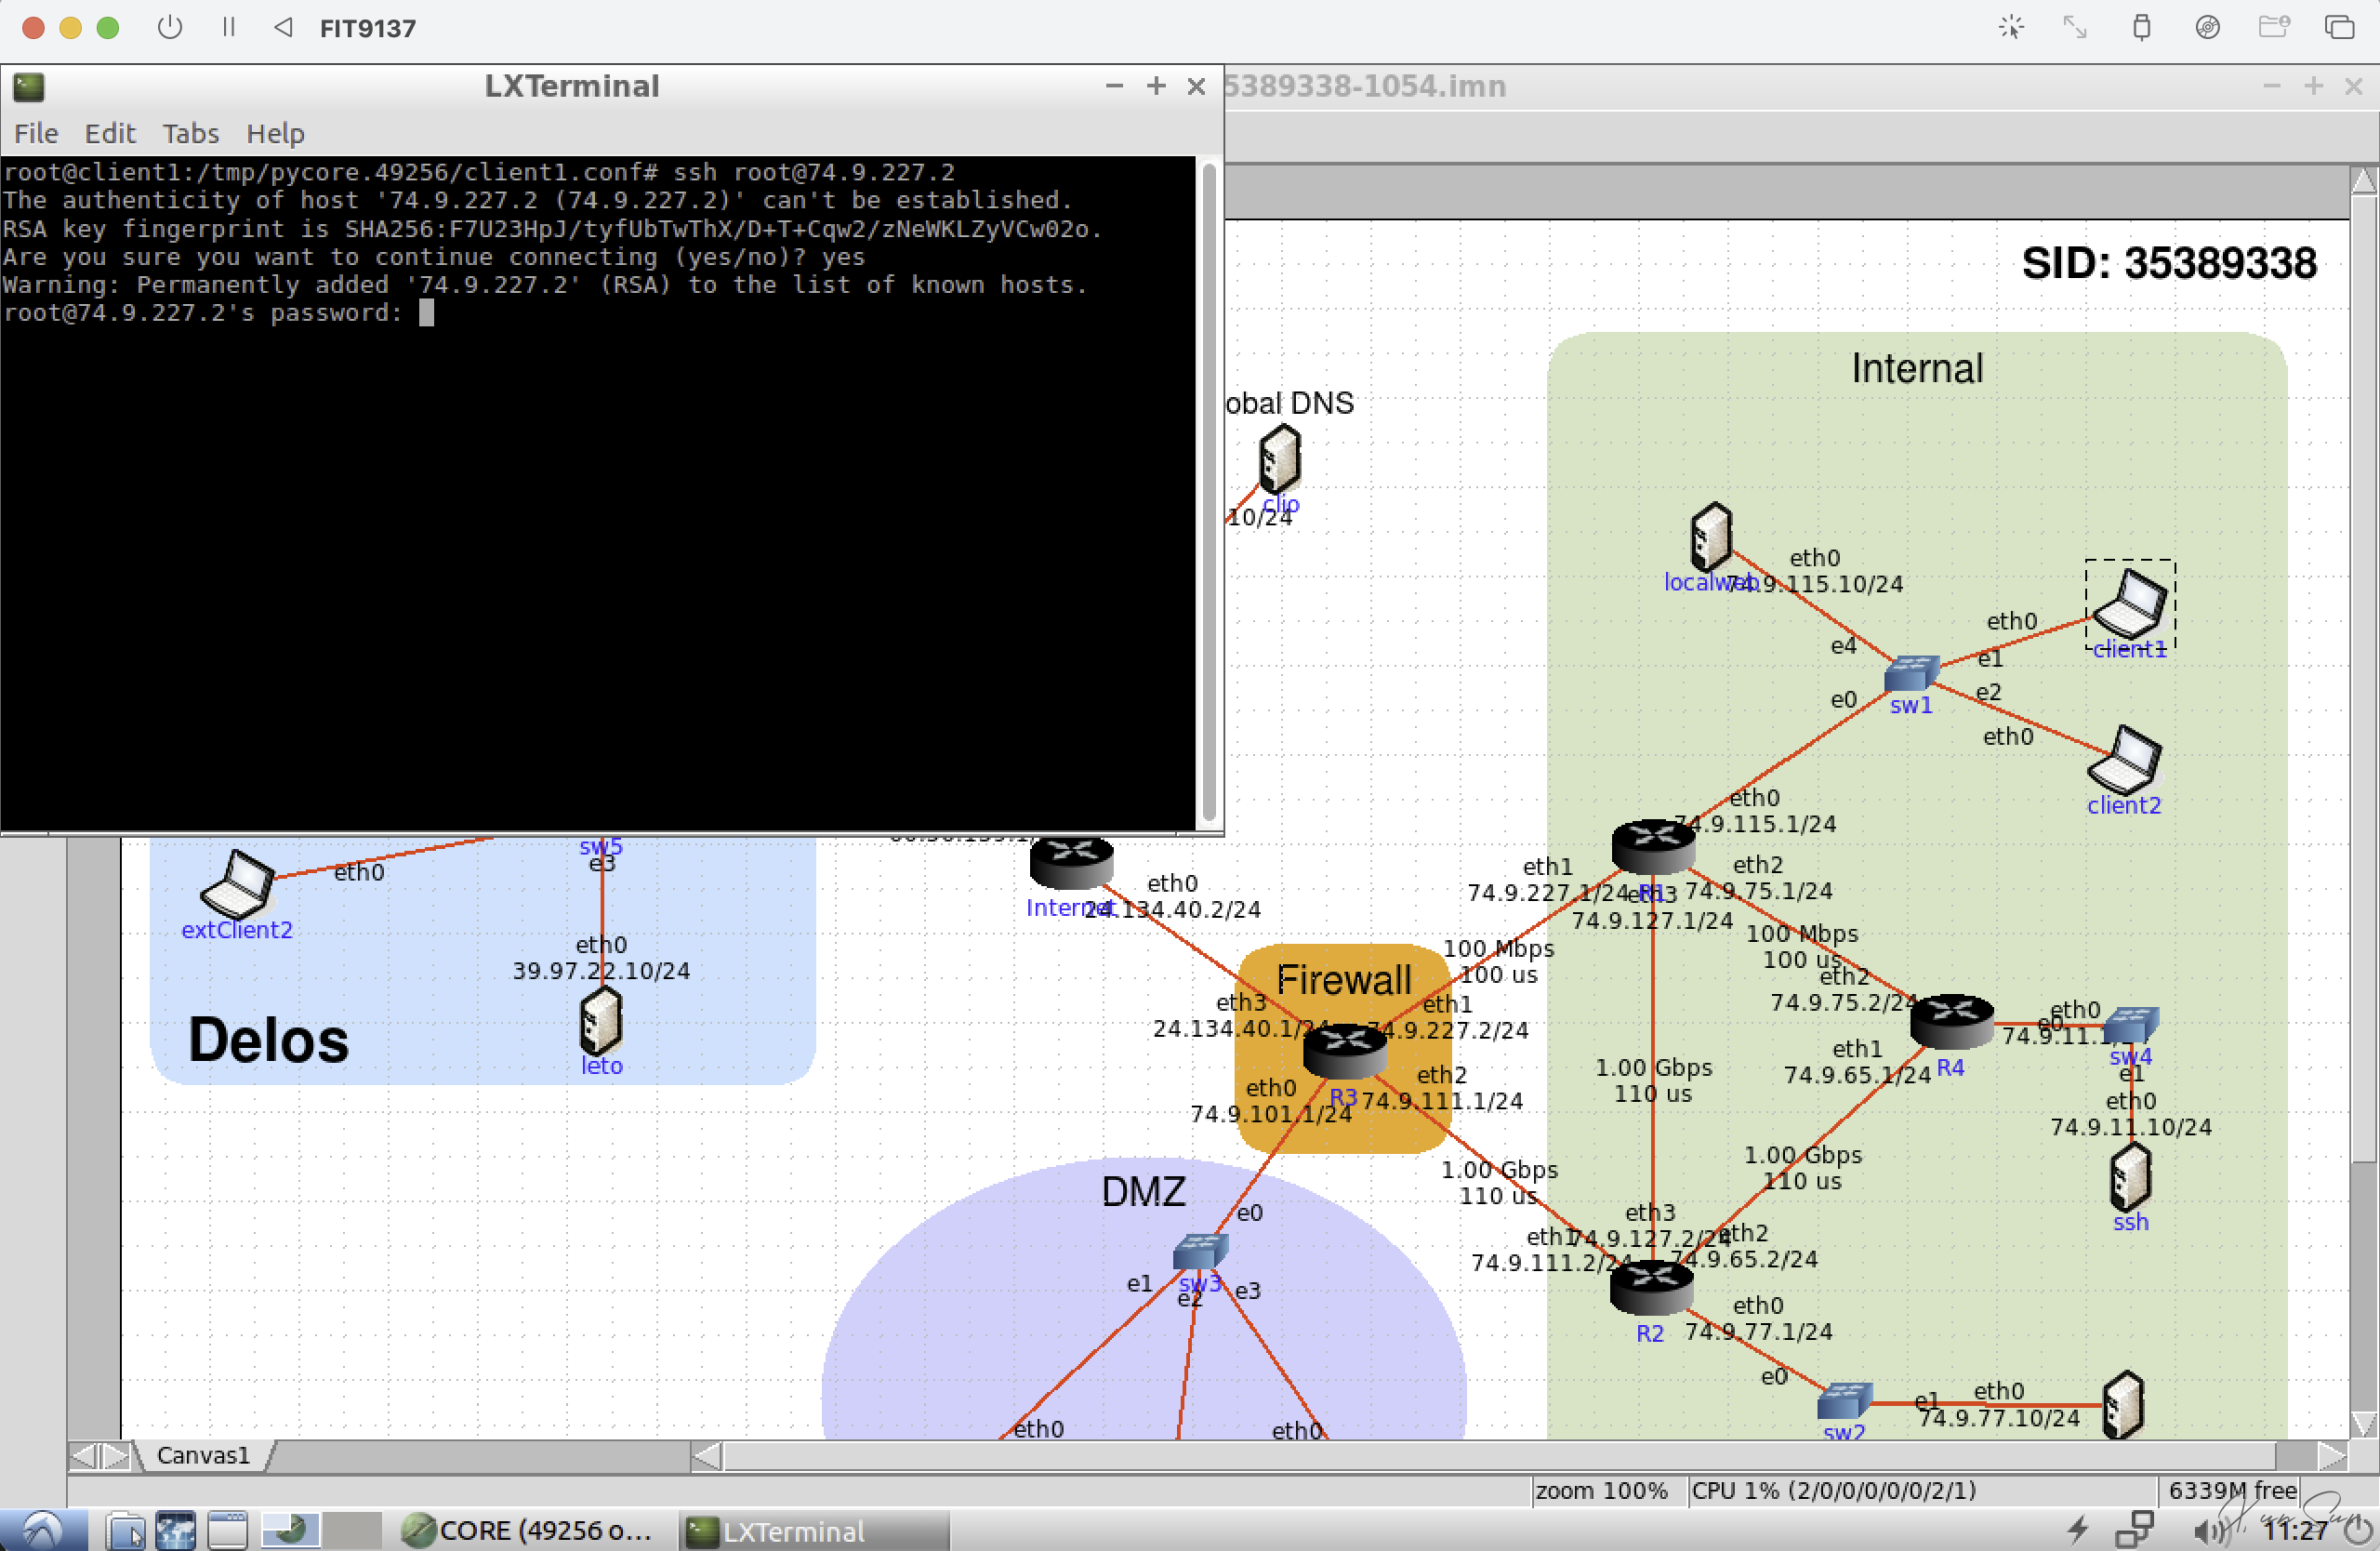 FIT9137
LXTerminal
5389338-1054.imn
File Edit Tabs Help
root@client1:/tmp/pycore.49256/client1.conf# ssh root@74.9.227.2
The authenticity of host '74.9.227.2 (74.9.227.2)' can't be established.
RSA key fingerprint is SHA256:F7U23HpJ/tyfUbTwThX/D+T+Cqw2/zNeWKLZyVCw02o.
Are you sure you want to continue connecting (yes/no)? yes
Warning: Permanently added '74.9.227.2' (RSA) to the list of known hosts.
root@74.9.227.2's password:
SID: 35389338
Internal
obal DNS
clio
10/24
eth0
localweb
74.9.115.10/24
eth0
client1
e4
e1
e0
e2
sw1
eth0
client2
eth0
74.9.115.1/24
sw5
e3
eth0
extClient2
eth0
39.97.22.10/24
Delos
leto
eth0
Internet
24.134.40.2/24
eth1
74.9.227.1/24
R1
eth3
74.9.127.1/24
eth2
74.9.75.1/24
100 Mbps
100 us
100 Mbps
100 us
Firewall
eth3
24.134.40.1/24
eth1
74.9.227.2/24
eth0
74.9.101.1/24
R3
eth2
74.9.111.1/24
eth2
74.9.75.2/24
eth0
e0
sw4
eth1
74.9.65.1/24
R4
e1
eth0
74.9.11.10/24
ssh
1.00 Gbps
110 us
1.00 Gbps
110 us
1.00 Gbps
110 us
DMZ
e0
sw3
e1
e2
e3
eth0
eth0
eth3
74.9.127.2/24
eth1
74.9.111.2/24
eth2
74.9.65.2/24
R2
eth0
74.9.77.1/24
e0
sw2
e1
eth0
74.9.77.10/24
Canvas1
zoom 100%
CPU 1% (2/0/0/0/0/0/2/1)
6339M free
CORE (49256 o...
LXTerminal
11:27